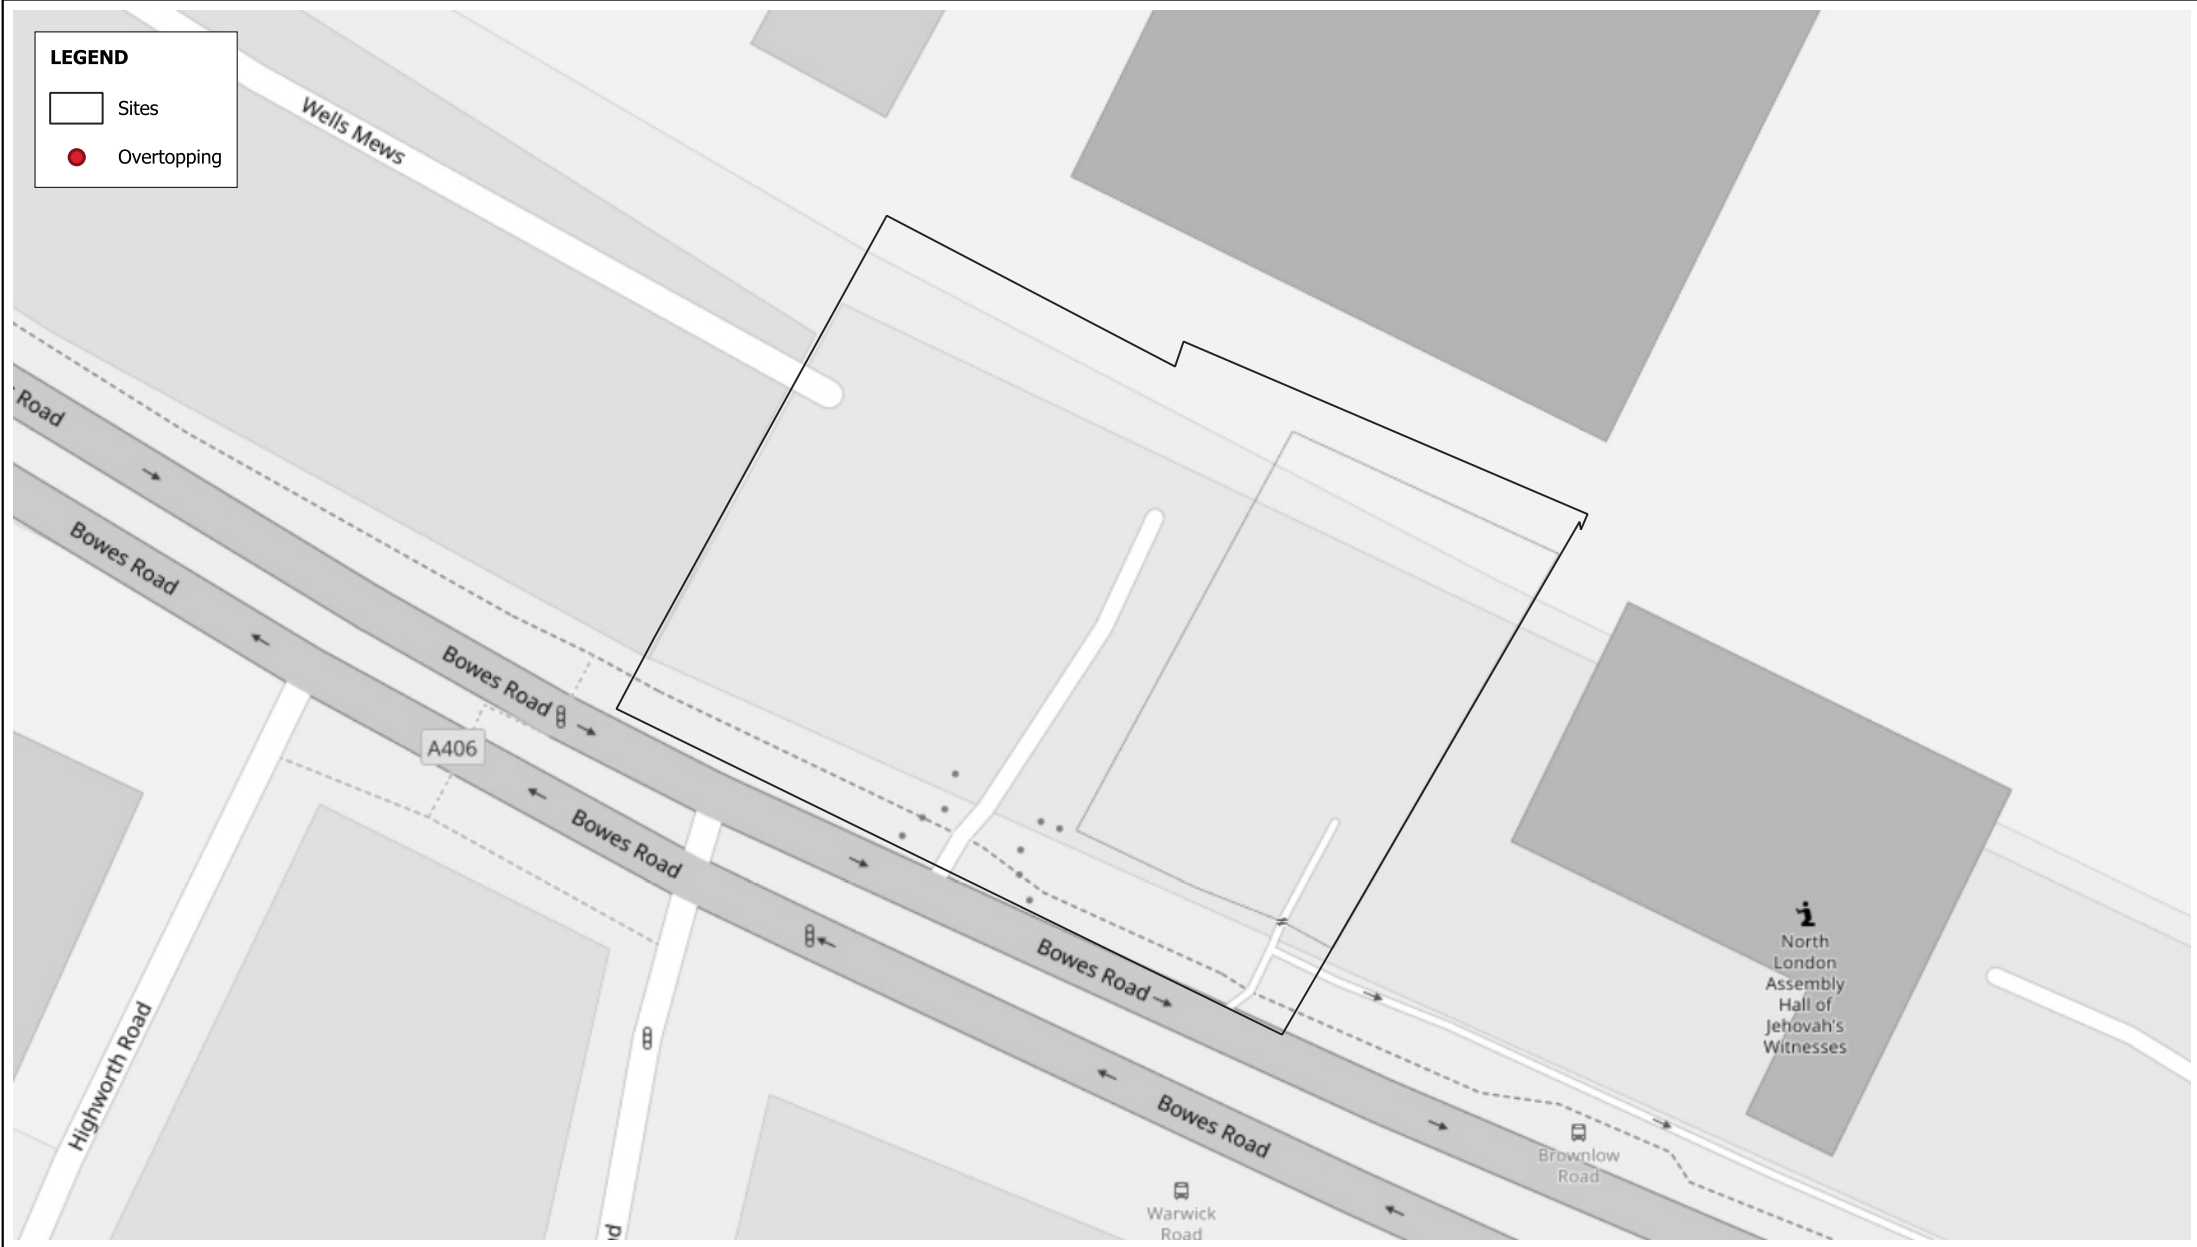 LEGEND
Sites
Overtopping
Wells Mews
Road
Bowes Road
Bowes Road
A406
Bowes Road
Bowes Road
Bowes Road
Highworth Road
North
London
Assembly
Hall of
Jehovah's
Witnesses
Brownlow
Road
Warwick
Road